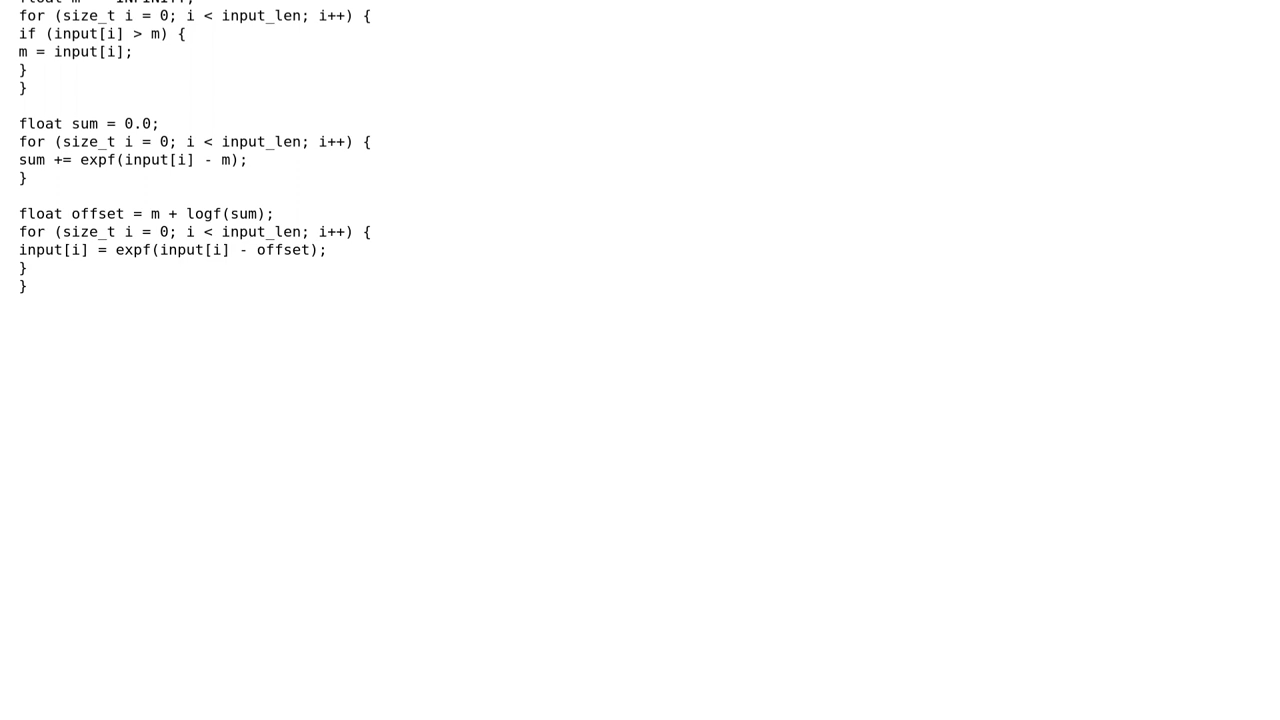 for (size_t i = 0; i < input_len; i++) {
if (input[i] > m) {
m = input[i];
}
}

float sum = 0.0;
for (size_t i = 0; i < input_len; i++) {
sum += expf(input[i] - m);
}

float offset = m + logf(sum);
for (size_t i = 0; i < input_len; i++) {
input[i] = expf(input[i] - offset);
}
}